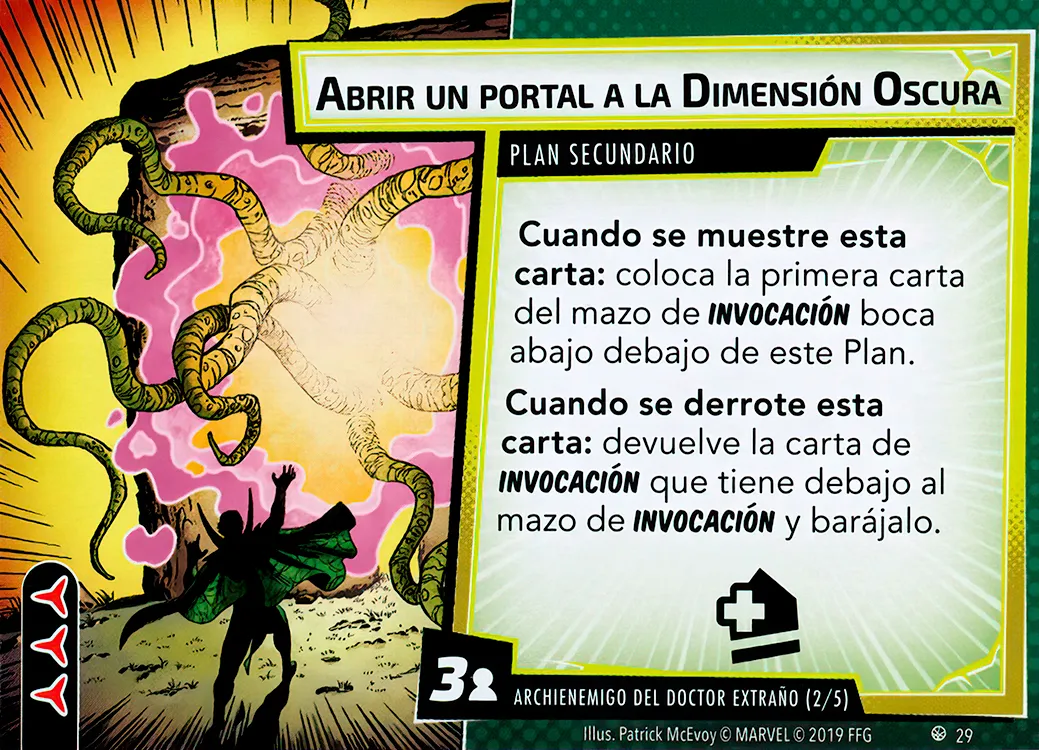 ABRIR UN PORTAL A LA DIMENSIÓN OSCURA
PLAN SECUNDARIO
Cuando se muestre esta
carta: coloca la primera carta
del mazo de INVOCACIÓN boca
abajo debajo de este Plan.
Cuando se derrote esta
carta: devuelve la carta de
INVOCACIÓN que tiene debajo al
mazo de INVOCACIÓN y barájalo.
3
ARCHIENEMIGO DEL DOCTOR EXTRAÑO (2/5)
Illus. Patrick McEvoy © MARVEL © 2019 FFG
29